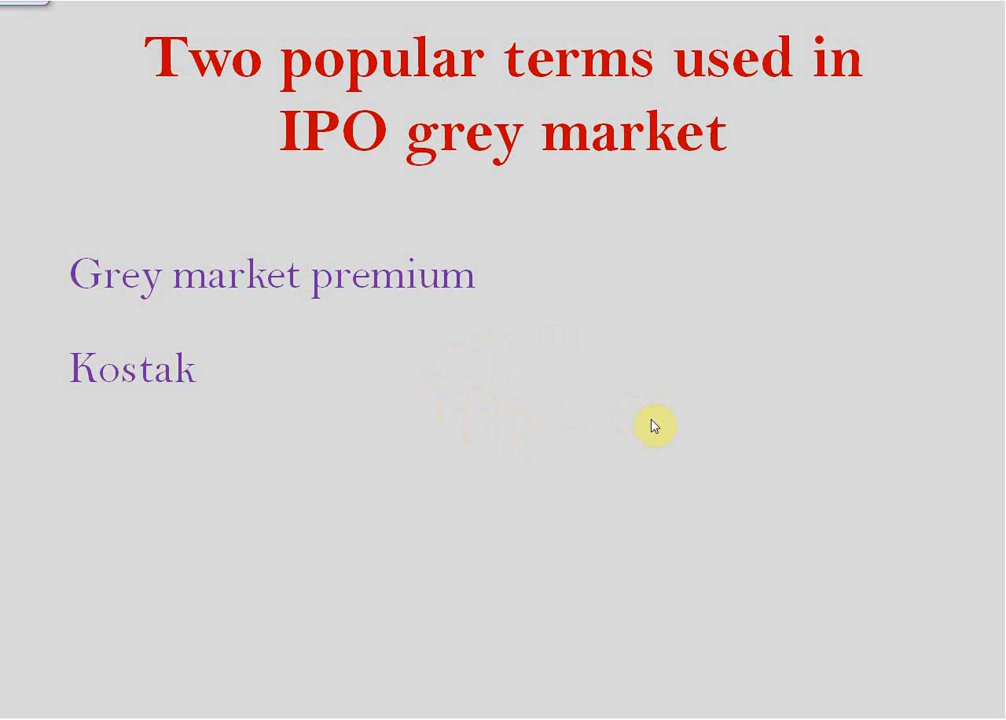 Two popular terms used in
IPO grey market
Grey market premium
Kostak